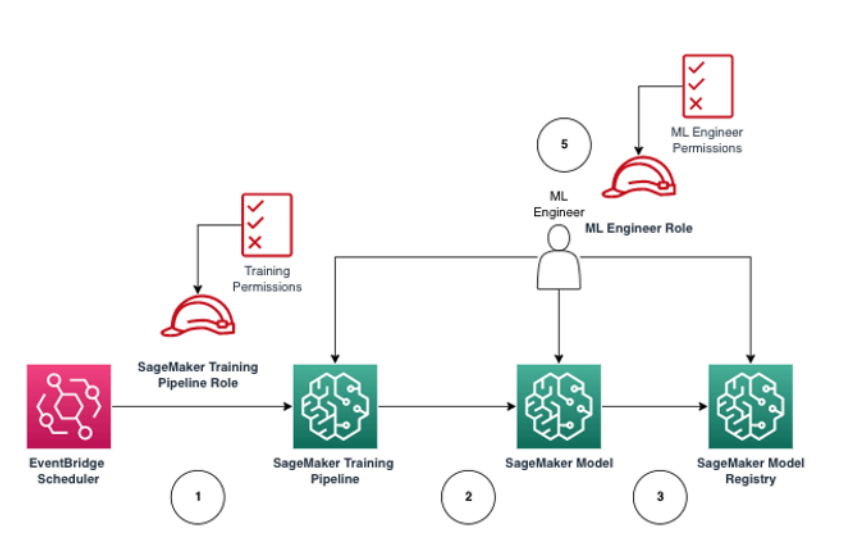 ML Engineer
Permissions
5
ML
Engineer
ML Engineer Role
Training
Permissions
SageMaker Training
Pipeline Role
EventBridge
Scheduler
SageMaker Training
Pipeline
SageMaker Model
SageMaker Model
Registry
1
2
3